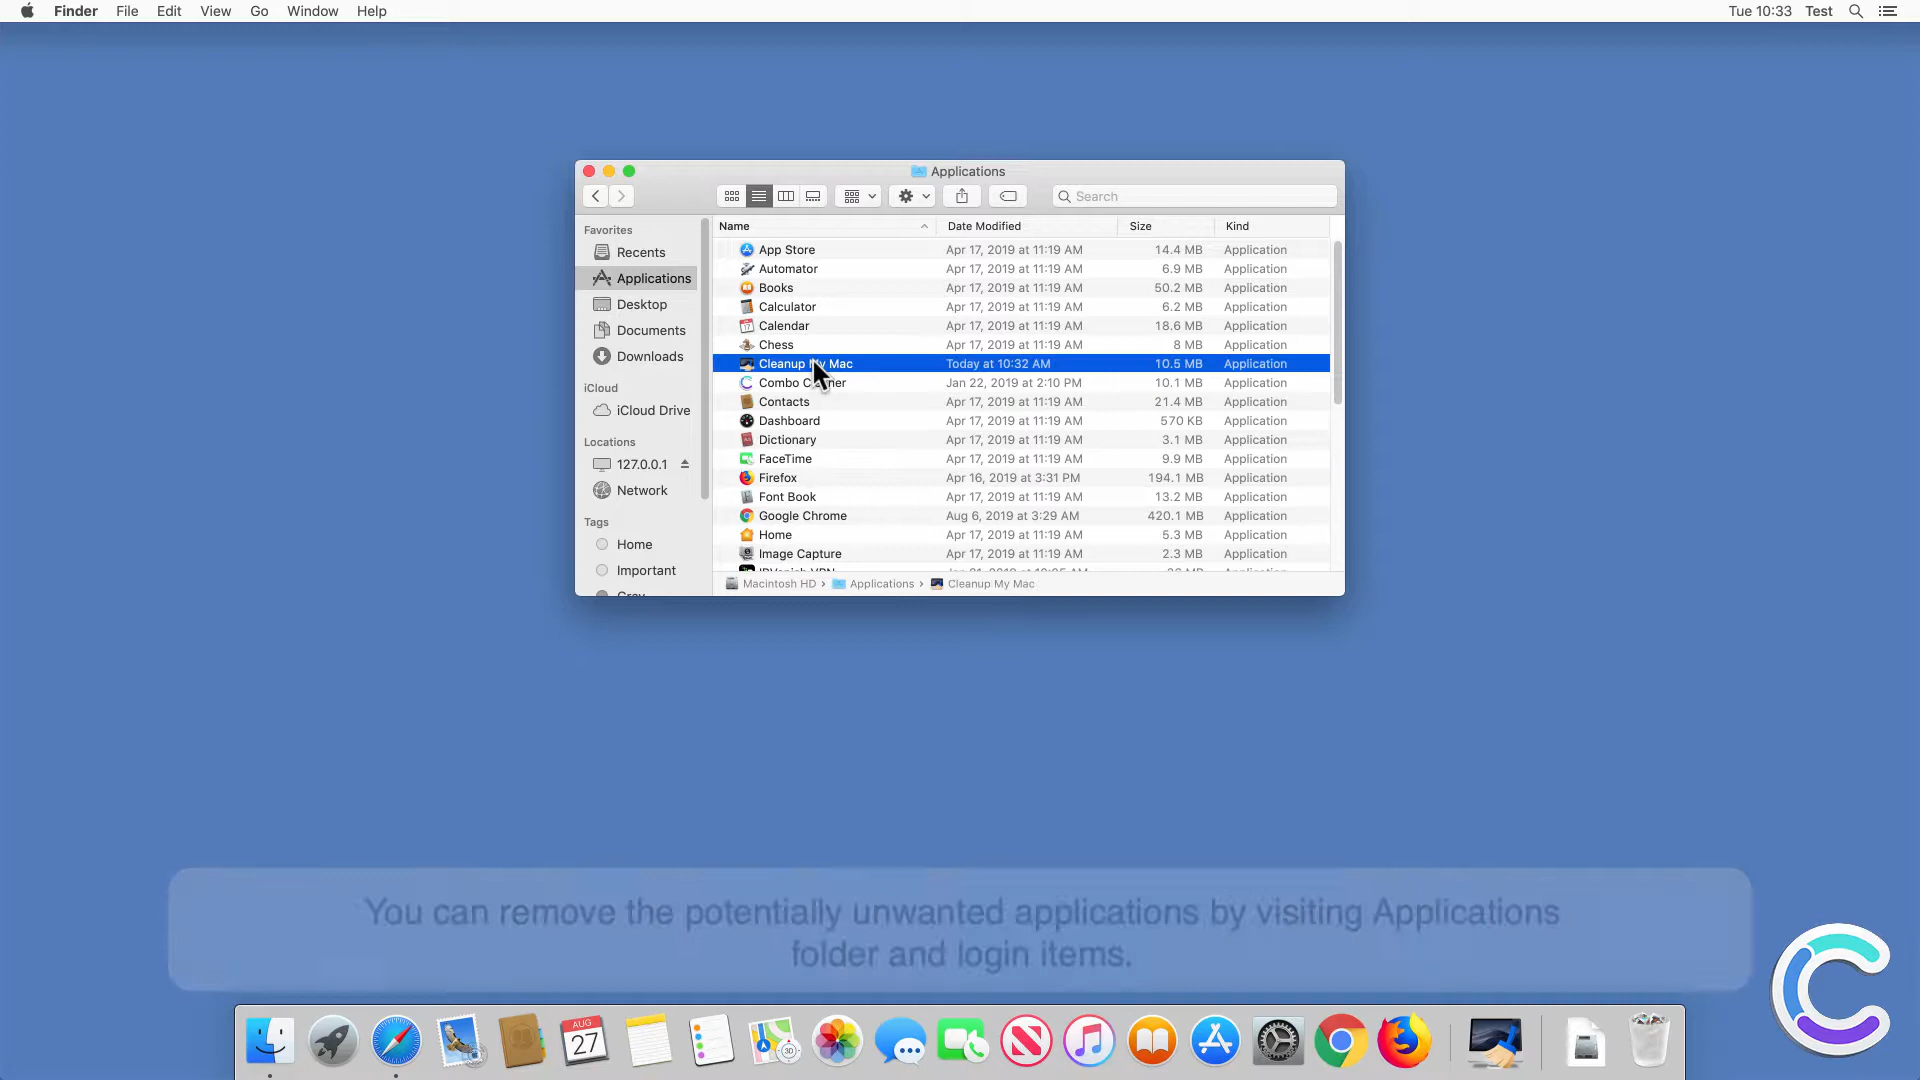 Finder File Edit View Go Window Help Tue 10:33 Test
Applications
Search
Favorites
Recents
Applications
Desktop
Documents
Downloads
iCloud
iCloud Drive
Locations
127.0.0.1
Network
Tags
Home
Important
Name Date Modified Size Kind
App Store Apr 17, 2019 at 11:19 AM 14.4 MB Application
Automator Apr 17, 2019 at 11:19 AM 6.9 MB Application
Books Apr 17, 2019 at 11:19 AM 50.2 MB Application
Calculator Apr 17, 2019 at 11:19 AM 6.2 MB Application
Calendar Apr 17, 2019 at 11:19 AM 18.6 MB Application
Chess Apr 17, 2019 at 11:19 AM 8 MB Application
Cleanup My Mac Today at 10:32 AM 10.5 MB Application
Combo Cleaner Jan 22, 2019 at 2:10 PM 10.1 MB Application
Contacts Apr 17, 2019 at 11:19 AM 21.4 MB Application
Dashboard Apr 17, 2019 at 11:19 AM 570 KB Application
Dictionary Apr 17, 2019 at 11:19 AM 3.1 MB Application
FaceTime Apr 17, 2019 at 11:19 AM 9.9 MB Application
Firefox Apr 16, 2019 at 3:31 PM 194.1 MB Application
Font Book Apr 17, 2019 at 11:19 AM 13.2 MB Application
Google Chrome Aug 6, 2019 at 3:29 AM 420.1 MB Application
Home Apr 17, 2019 at 11:19 AM 5.3 MB Application
Image Capture Apr 17, 2019 at 11:19 AM 2.3 MB Application
Macintosh HD › Applications › Cleanup My Mac
You can remove the potentially unwanted applications by visiting Applications
folder and login items.
AUG
27
3D